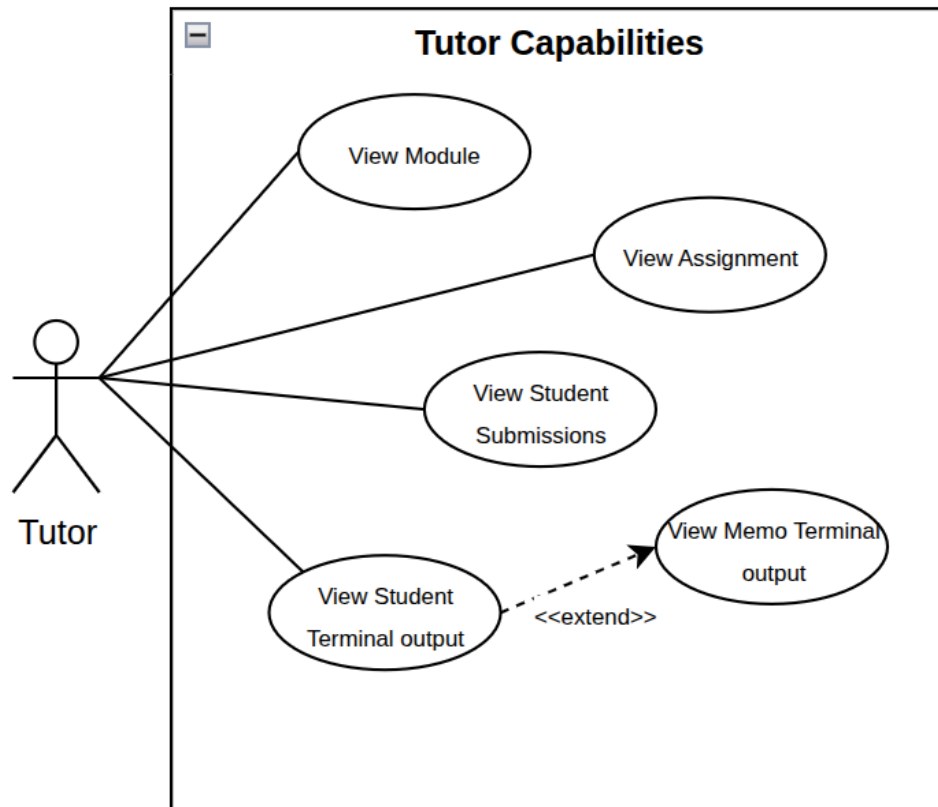 Tutor Capabilities
View Module
View Assignment
View Student
Submissions
View Memo Terminal
output
View Student
Terminal output
<<extend>>
Tutor